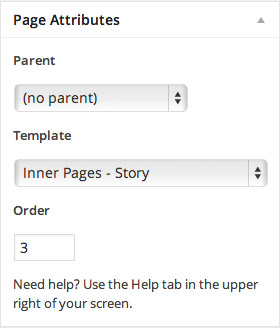 Page Attributes
Parent
(no parent)
Template
Inner Pages - Story
Order
3
Need help? Use the Help tab in the upper
right of your screen.